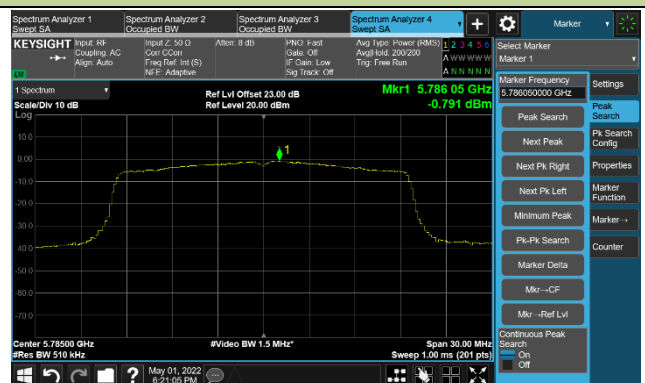 Spectrum Analyzer 1
Swept SA
Spectrum Analyzer 2
Occupied BW
Spectrum Analyzer 3
Occupied BW
Spectrum Analyzer 4
Swept SA
+
Marker
KEYSIGHT
Input: RF
Coupling: AC
Align: Auto
Input Z: 50 Ω
Corr CCorr
Freq Ref: Int (S)
NFE: Adaptive
Atten: 8 dB
PNO: Fast
Gate: Off
IF Gain: Low
Sig Track: Off
Avg Type: Power (RMS)
Avg|Hold: 200/200
Trig: Free Run
1 2 3 4 5 6
A W W W W W
A N N N N N
LXI
Select Marker
Marker 1
1 Spectrum
Scale/Div 10 dB
Log
Ref Lvl Offset 23.00 dB
Ref Level 20.00 dBm
Mkr1 5.786 05 GHz
-0.791 dBm
Marker Frequency
5.786050000 GHz
Settings
Peak Search
Peak Search
Next Peak
Pk Search Config
Next Pk Right
Properties
Next Pk Left
Marker Function
Minimum Peak
Marker→
Pk-Pk Search
Counter
Marker Delta
Mkr→CF
Mkr→Ref Lvl
Continuous Peak Search
On
Off
10.0
0.00
-10.0
-20.0
-30.0
-40.0
-50.0
-60.0
-70.0
1
Center 5.78500 GHz
#Res BW 510 kHz
#Video BW 1.5 MHz*
Span 30.00 MHz
Sweep 1.00 ms (201 pts)
?
May 01, 2022
6:21:05 PM